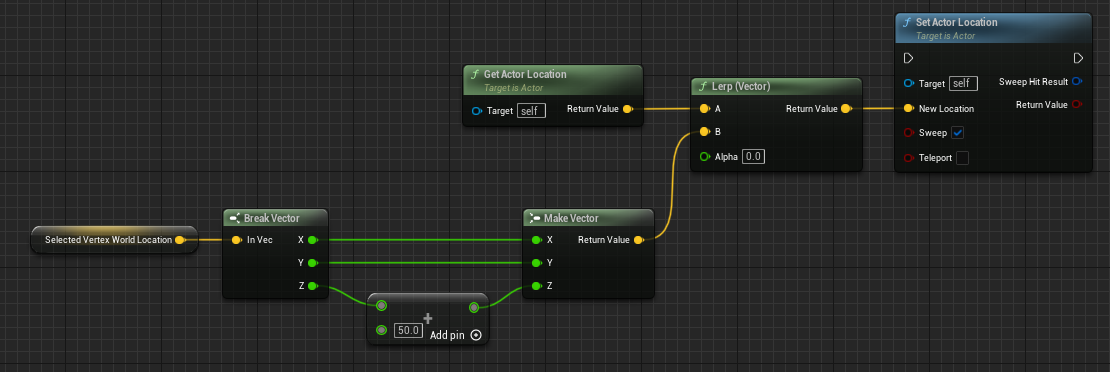 Set Actor Location
Target is Actor
Target self Sweep Hit Result
Return Value
New Location
Sweep
Teleport
Get Actor Location
Target is Actor
Target self Return Value
Lerp (Vector)
A Return Value
B
Alpha 0.0
Selected Vertex World Location
Break Vector
In Vec X
Y
Z
Make Vector
X Return Value
Y
Z
+
50.0 Add pin